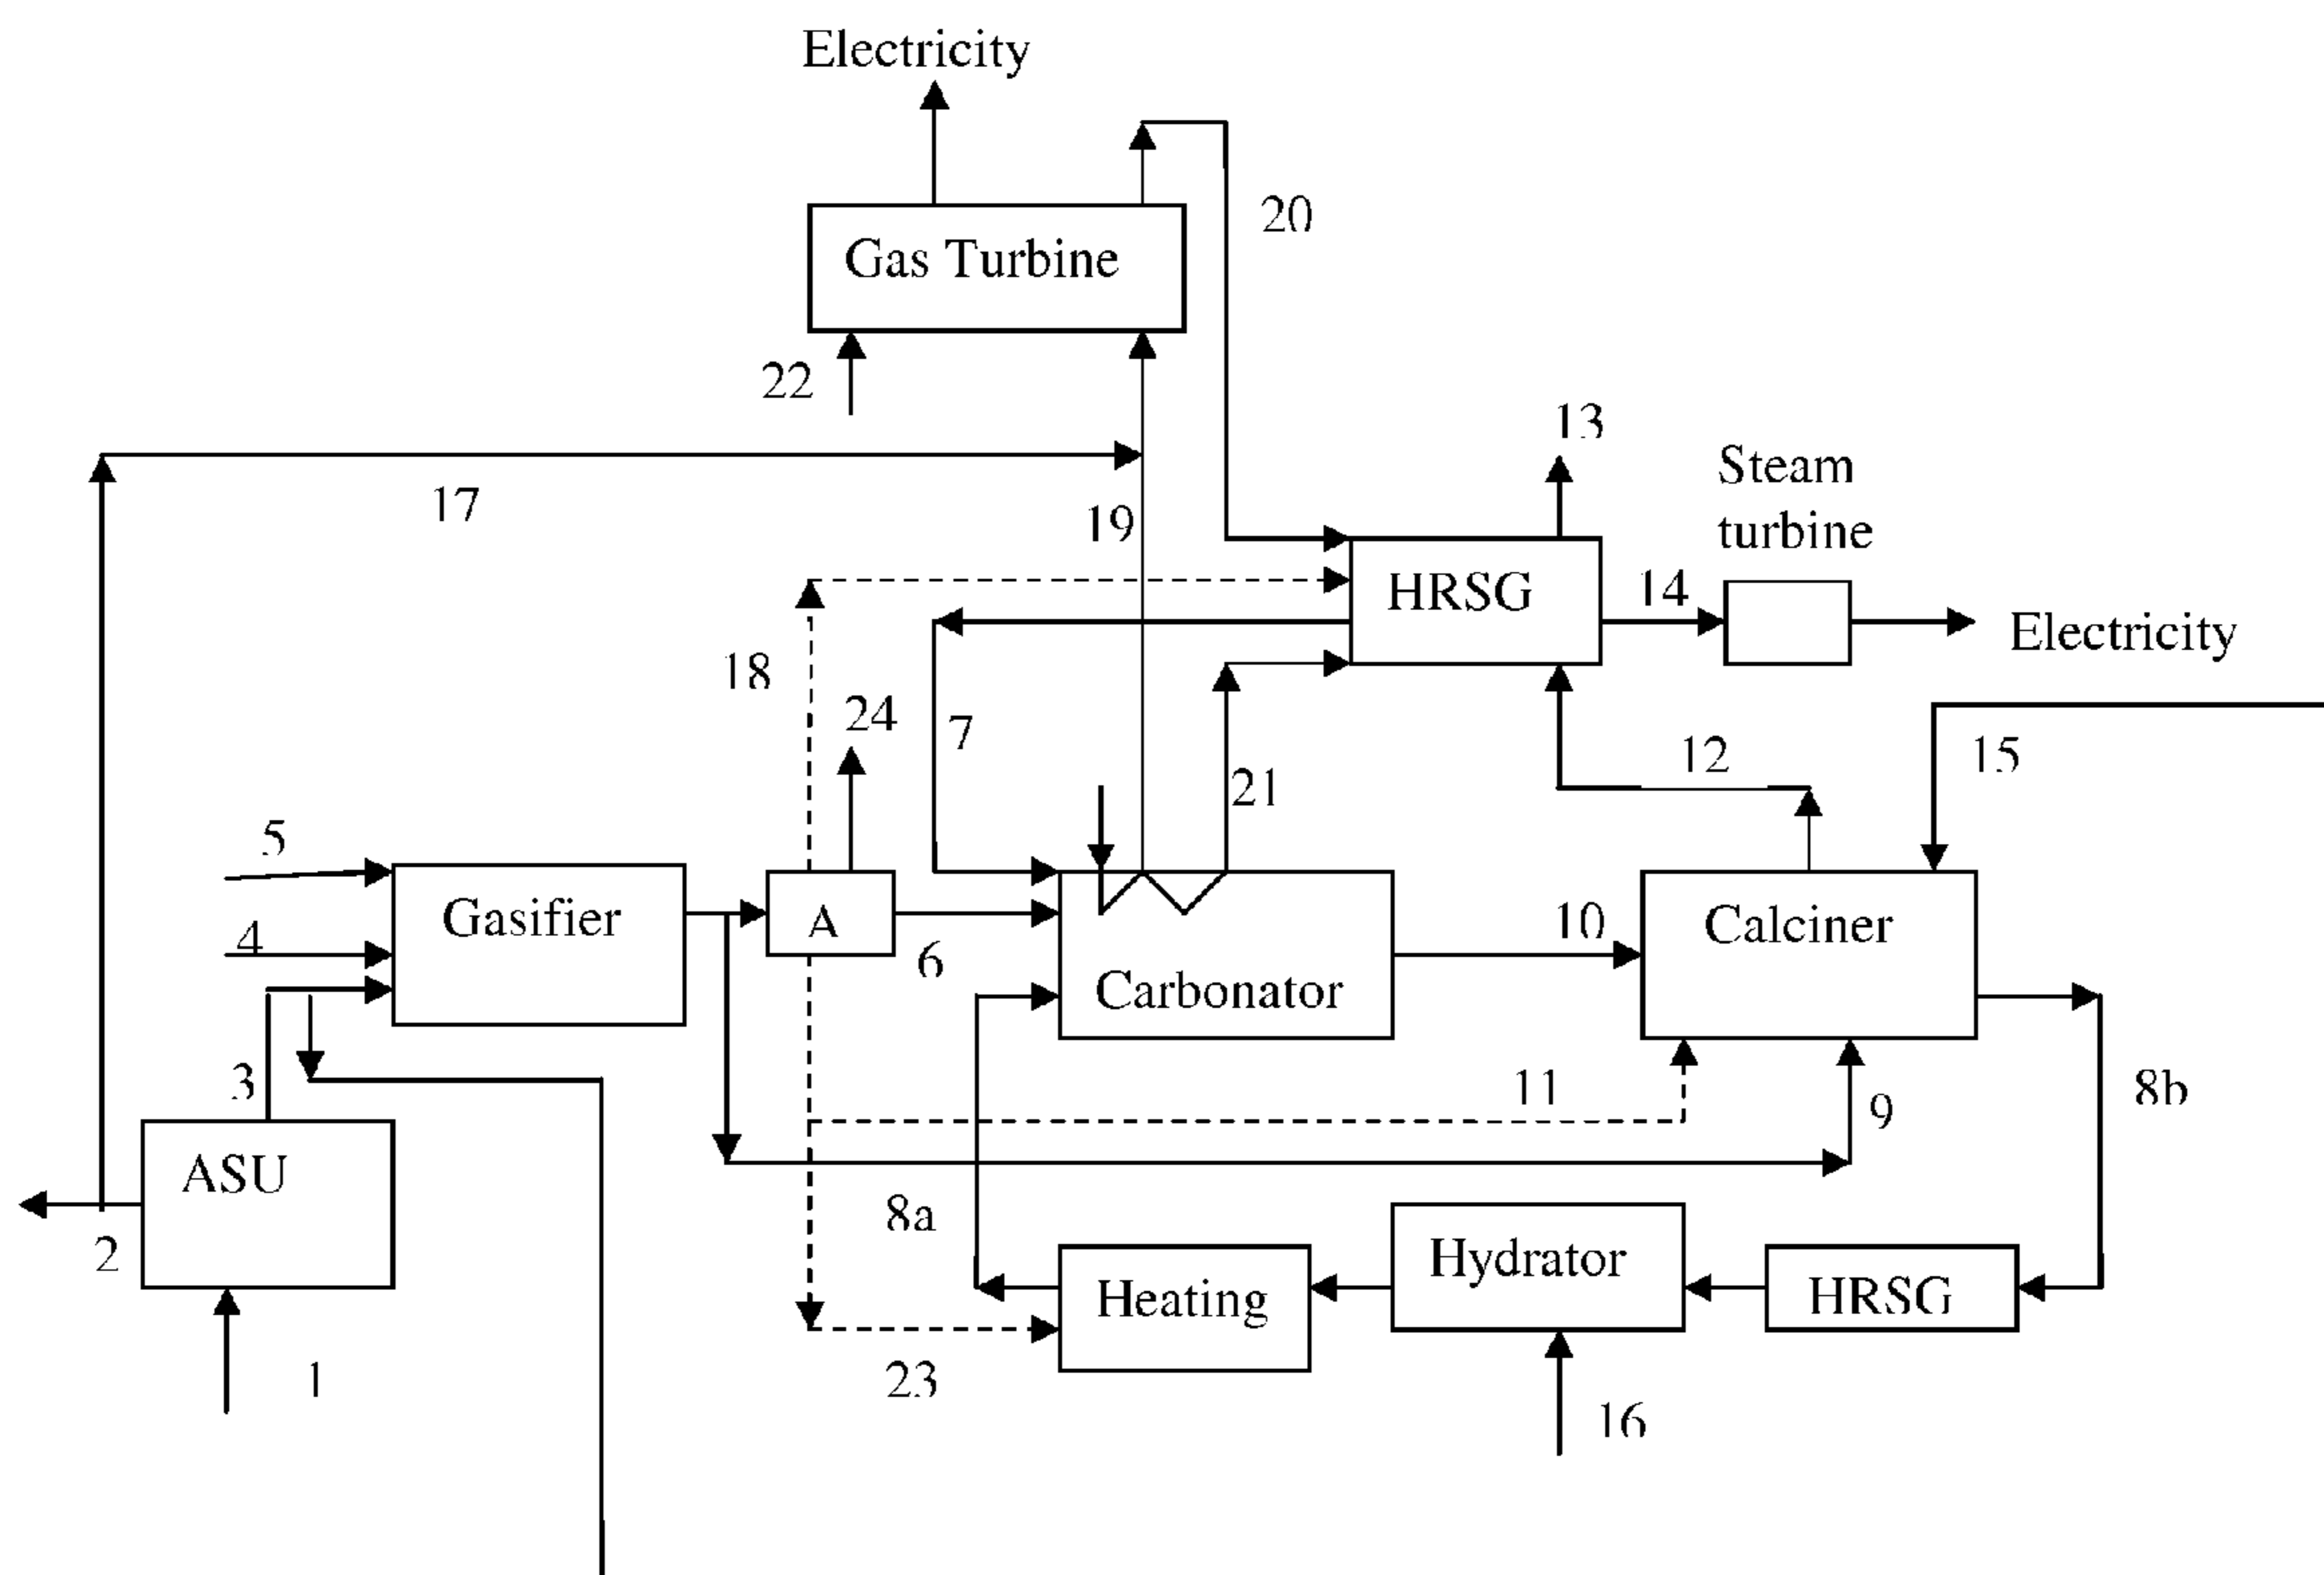 Electricity
20
Gas Turbine
22
13
Steam
turbine
17
19
HRSG
14
Electricity
18
24
7
12
15
21
5
Gasifier
A
10
Calciner
4
6
Carbonator
3
11
9
8b
ASU
8a
Hydrator
2
Heating
HRSG
1
23
16